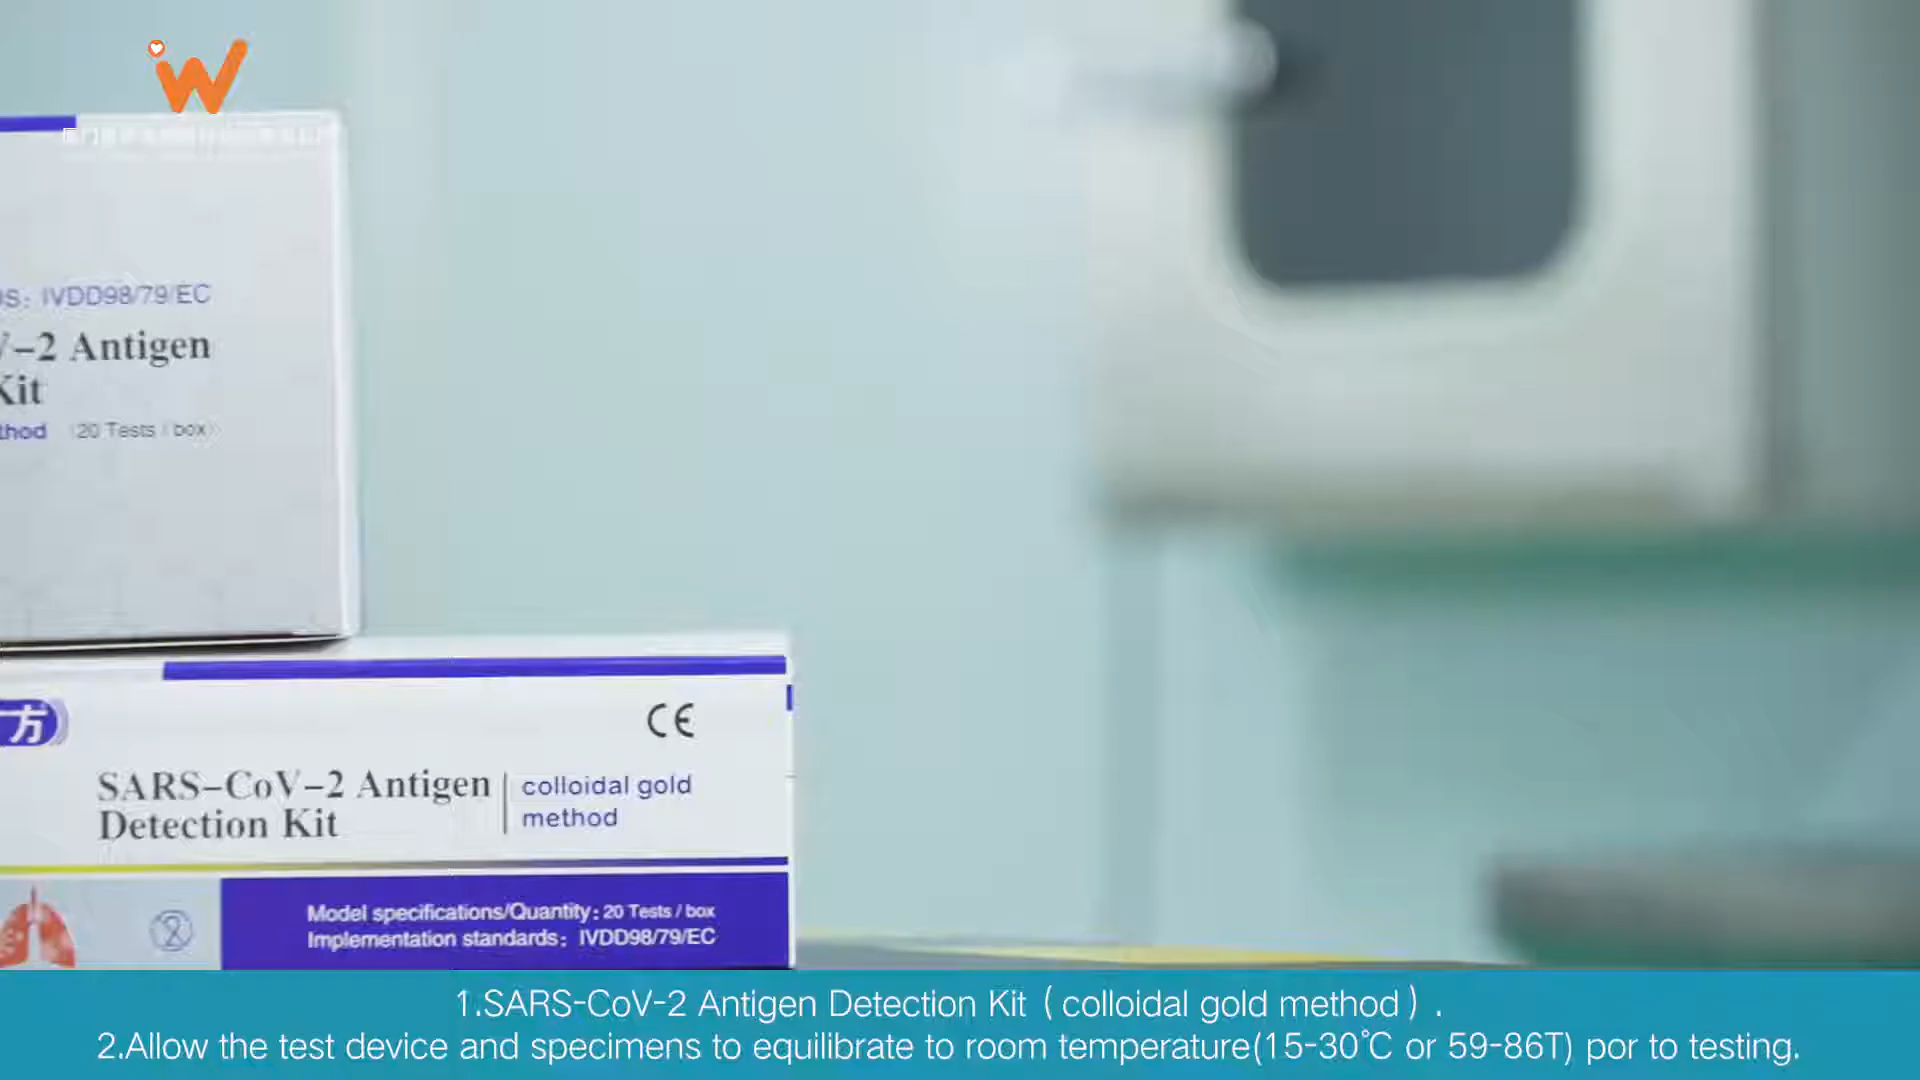 W
S: IVDD98/79/EC
V-2 Antigen
Kit
thod (20 Tests / box)
方
CE
SARS-CoV-2 Antigen
Detection Kit
colloidal gold
method
Model specifications/Quantity: 20 Tests / box
Implementation standards: IVDD98/79/EC
1.SARS-CoV-2 Antigen Detection Kit (colloidal gold method) .
2.Allow the test device and specimens to equilibrate to room temperature(15-30℃ or 59-86T) por to testing.